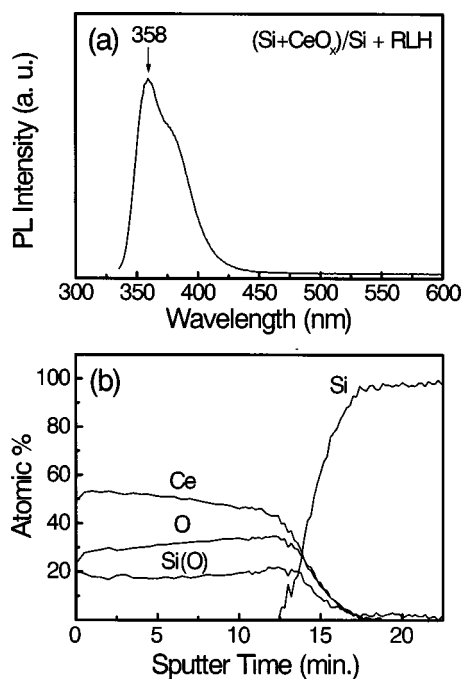 (a)
358
(Si+CeOₓ)/Si + RLH
PL Intensity (a. u.)
300 350 400 450 500 550 600
Wavelength (nm)
(b)
Si
Ce
O
Si(O)
100
80
60
40
20
Atomic %
0 5 10 15 20
Sputter Time (min.)